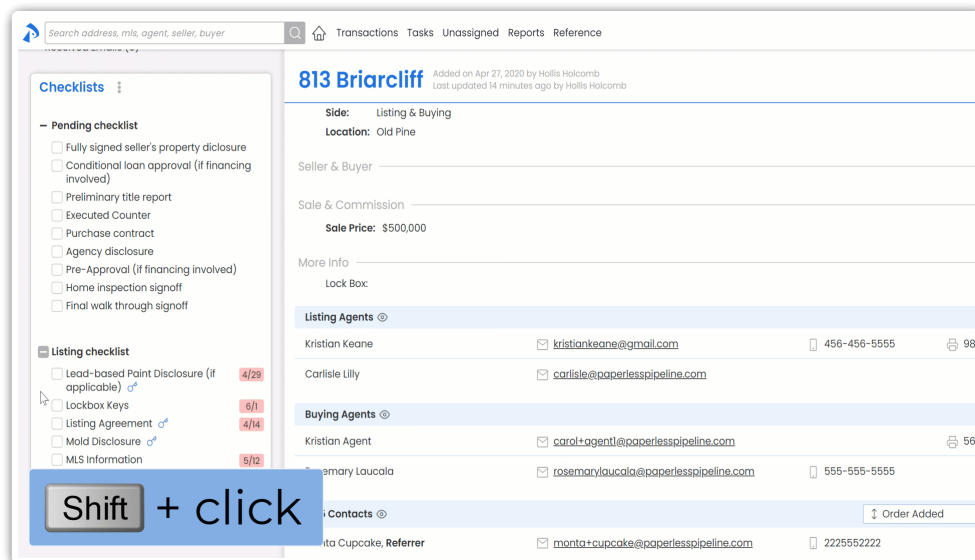 Search address, mls, agent, seller, buyer
Transactions Tasks Unassigned Reports Reference
Checklists
Pending checklist
Fully signed seller's property diclosure
Conditional loan approval (if financing
involved)
Preliminary title report
Executed Counter
Purchase contract
Agency disclosure
Pre-Approval (if financing involved)
Home inspection signoff
Final walk through signoff
Listing checklist
Lead-based Paint Disclosure (if
applicable)
4/29
Lockbox Keys 6/1
Listing Agreement 4/14
Mold Disclosure
MLS Information 5/12
Shift + click
813 Briarcliff
Added on Apr 27, 2020 by Hollis Holcomb
Last updated 14 minutes ago by Hollis Holcomb
Side: Listing & Buying
Location: Old Pine
Seller & Buyer
Sale & Commission
Sale Price: $500,000
More Info
Lock Box:
Listing Agents
Kristian Keane kristiankeane@gmail.com 456-456-5555 98
Carlisle Lilly carlisle@paperlesspipeline.com
Buying Agents
Kristian Agent carol+agent1@paperlesspipeline.com 56
Laucala rosemarylaucala@paperlesspipeline.com 555-555-5555
Contacts Order Added
Cupcake, Referrer monta+cupcake@paperlesspipeline.com 2225552222